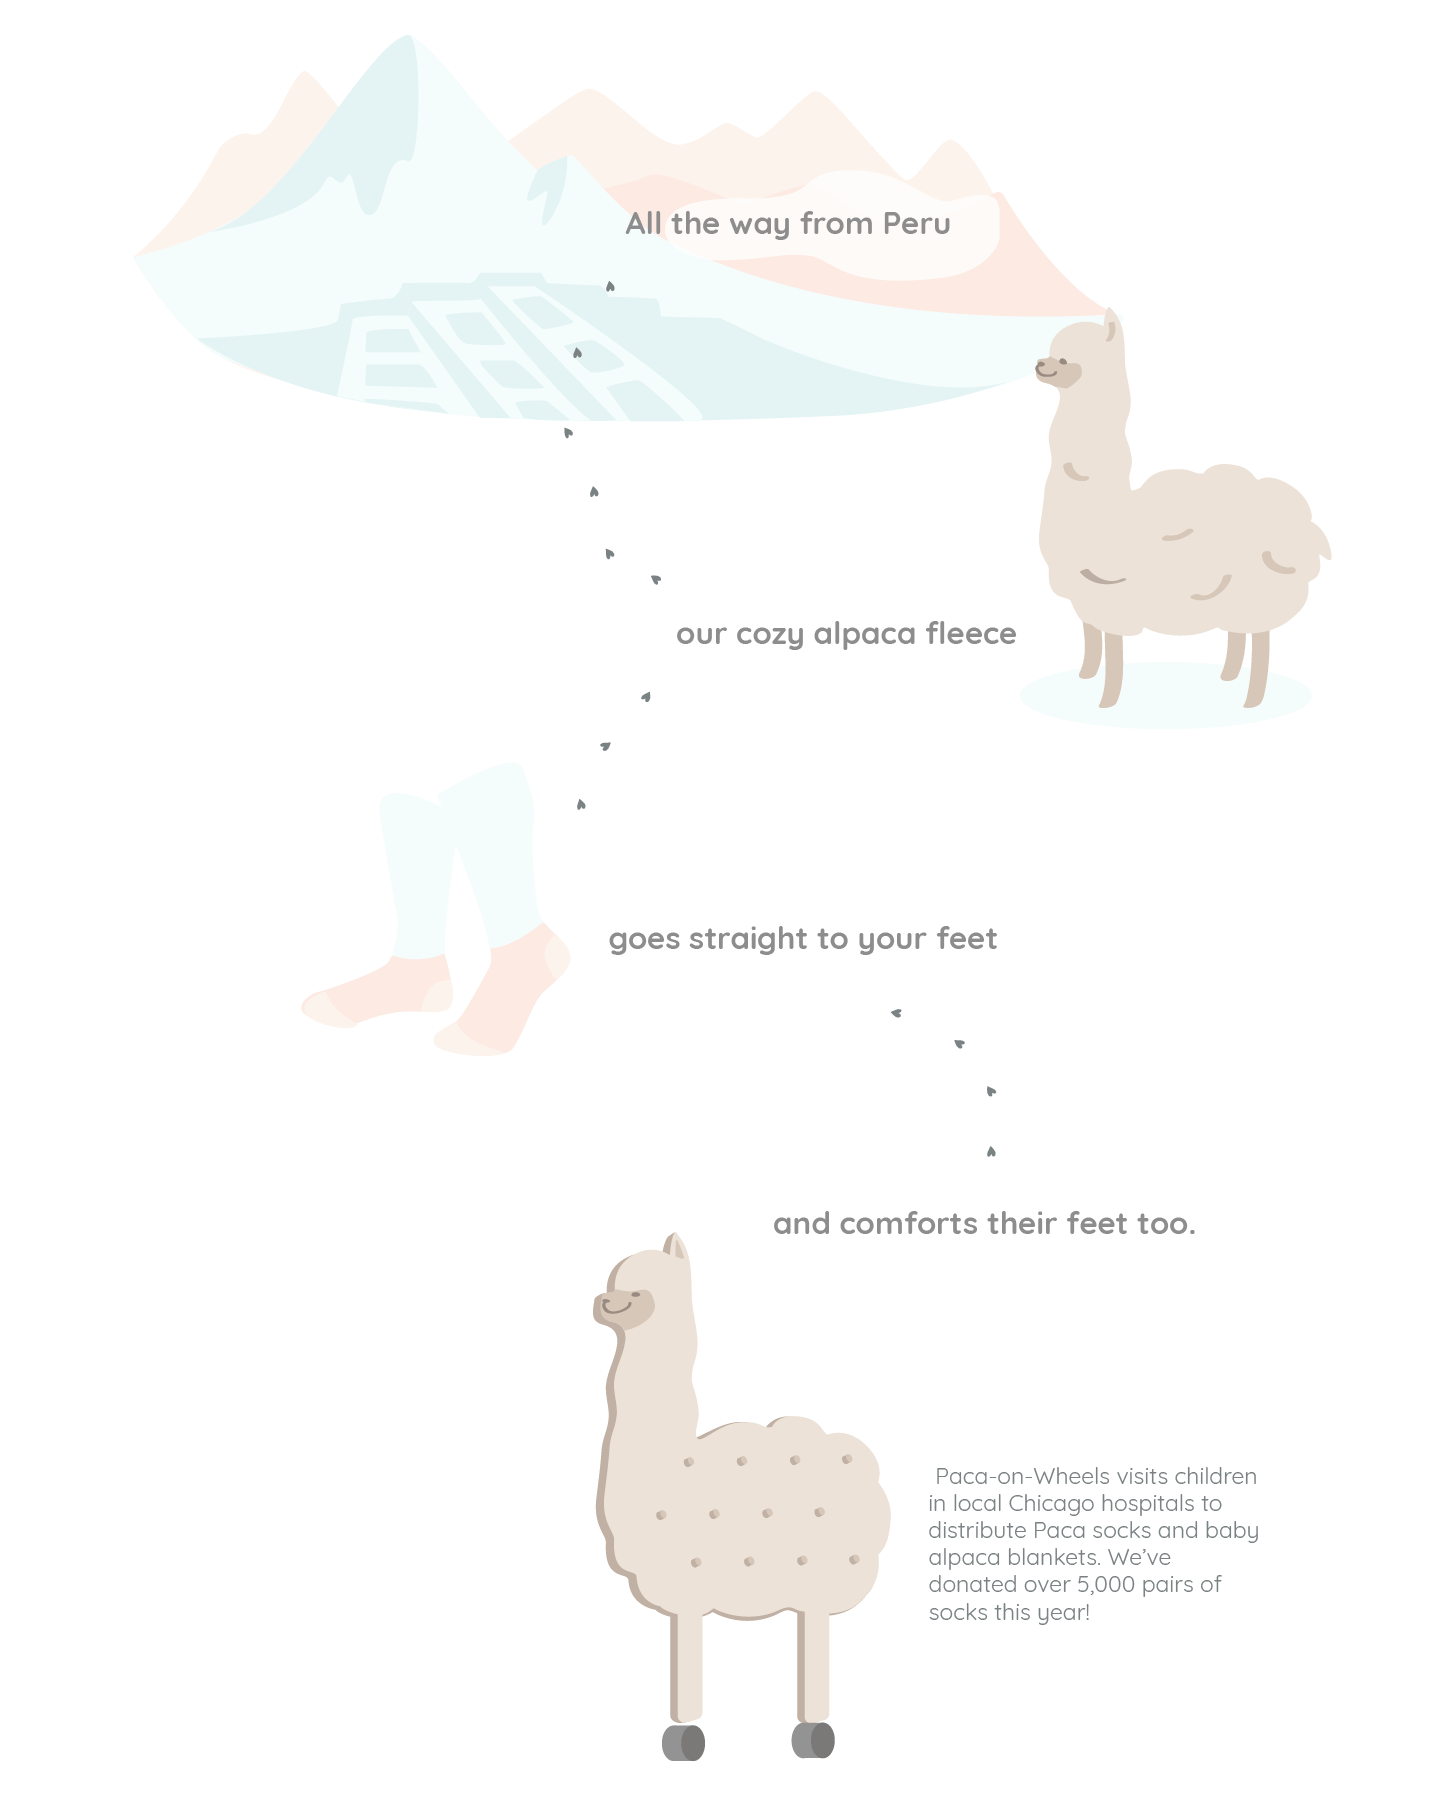 All the way from Peru
our cozy alpaca fleece
goes straight to your feet
and comforts their feet too.
Paca-on-Wheels visits children
in local Chicago hospitals to
distribute Paca socks and baby
alpaca blankets. We’ve
donated over 5,000 pairs of
socks this year!